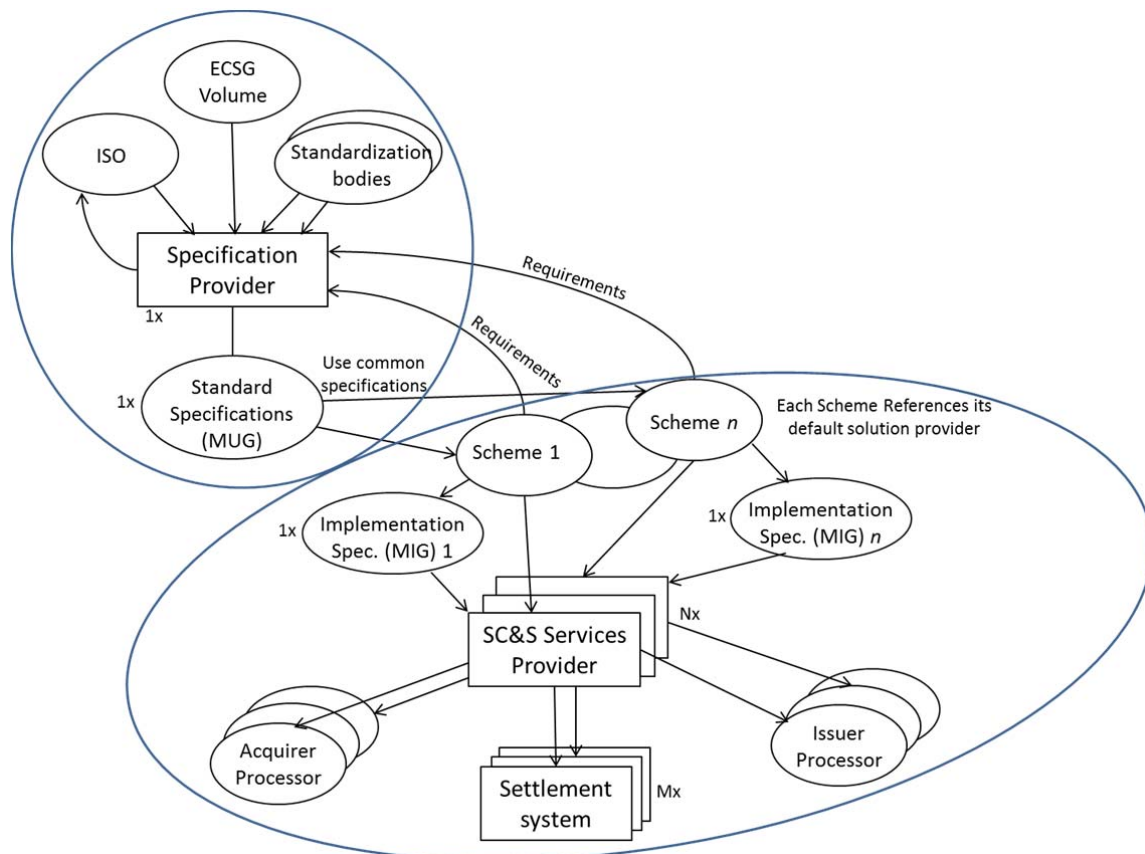 ECSG
Volume
ISO
Standardization
bodies
Specification
Provider
1x
Requirements
Requirements
Use common
specifications
1x
Standard
Specifications
(MUG)
Scheme 1
Scheme n
Each Scheme References its
default solution provider
1x
Implementation
Spec. (MIG) 1
1x
Implementation
Spec. (MIG) n
Nx
SC&S Services
Provider
Acquirer
Processor
Issuer
Processor
Settlement
system
Mx